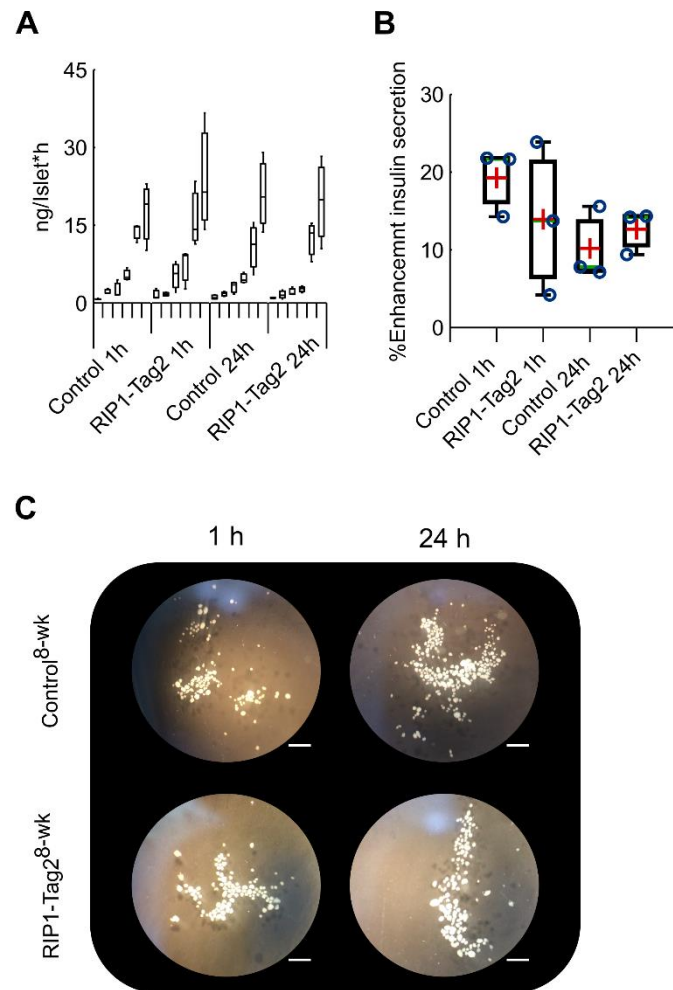 A
45
30
15
0
ng/Islet*h
Control 1h
RIP1-Tag2 1h
Control 24h
RIP1-Tag2 24h
B
30
20
10
0
%Enhancemnt insulin secretion
Control 1h
RIP1-Tag2 1h
Control 24h
RIP1-Tag2 24h
C
1 h
24 h
Control8-wk
RIP1-Tag28-wk